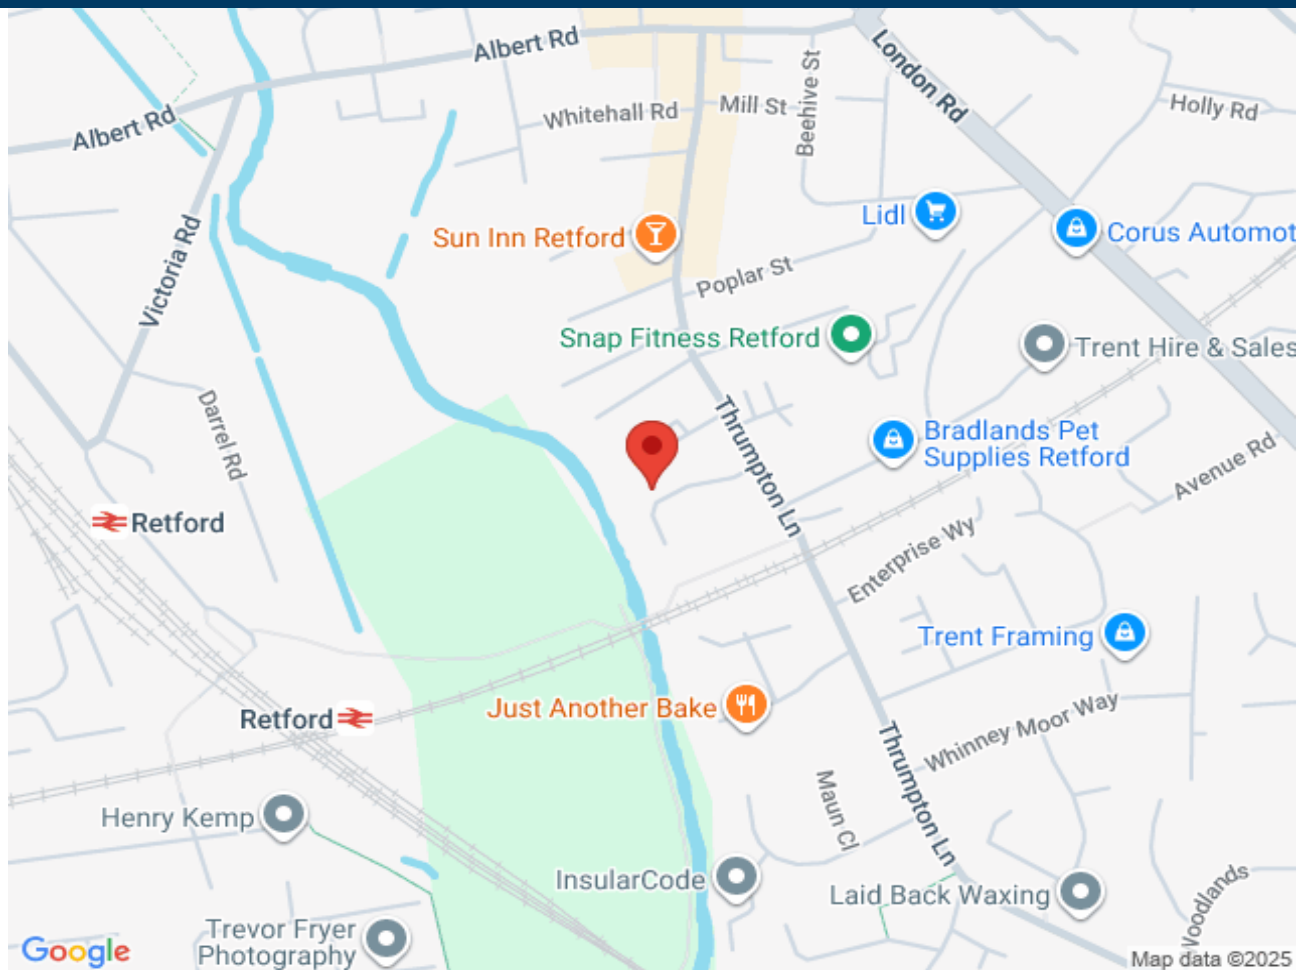 Albert Rd
London Rd
Beehive St
Holly Rd
Mill St
Whitehall Rd
Albert Rd
Lidl
Corus Automot
Sun Inn Retford
Victoria Rd
Poplar St
Snap Fitness Retford
Trent Hire & Sales
Darrel Rd
Thrumpton Ln
Bradlands Pet
Supplies Retford
Avenue Rd
Retford
Enterprise Wy
Trent Framing
Just Another Bake
Retford
Whinney Moor Way
Thrumpton Ln
Maun Cl
Henry Kemp
InsularCode
Laid Back Waxing
Woodlands
Trevor Fryer
Photography
Google
Map data ©2025